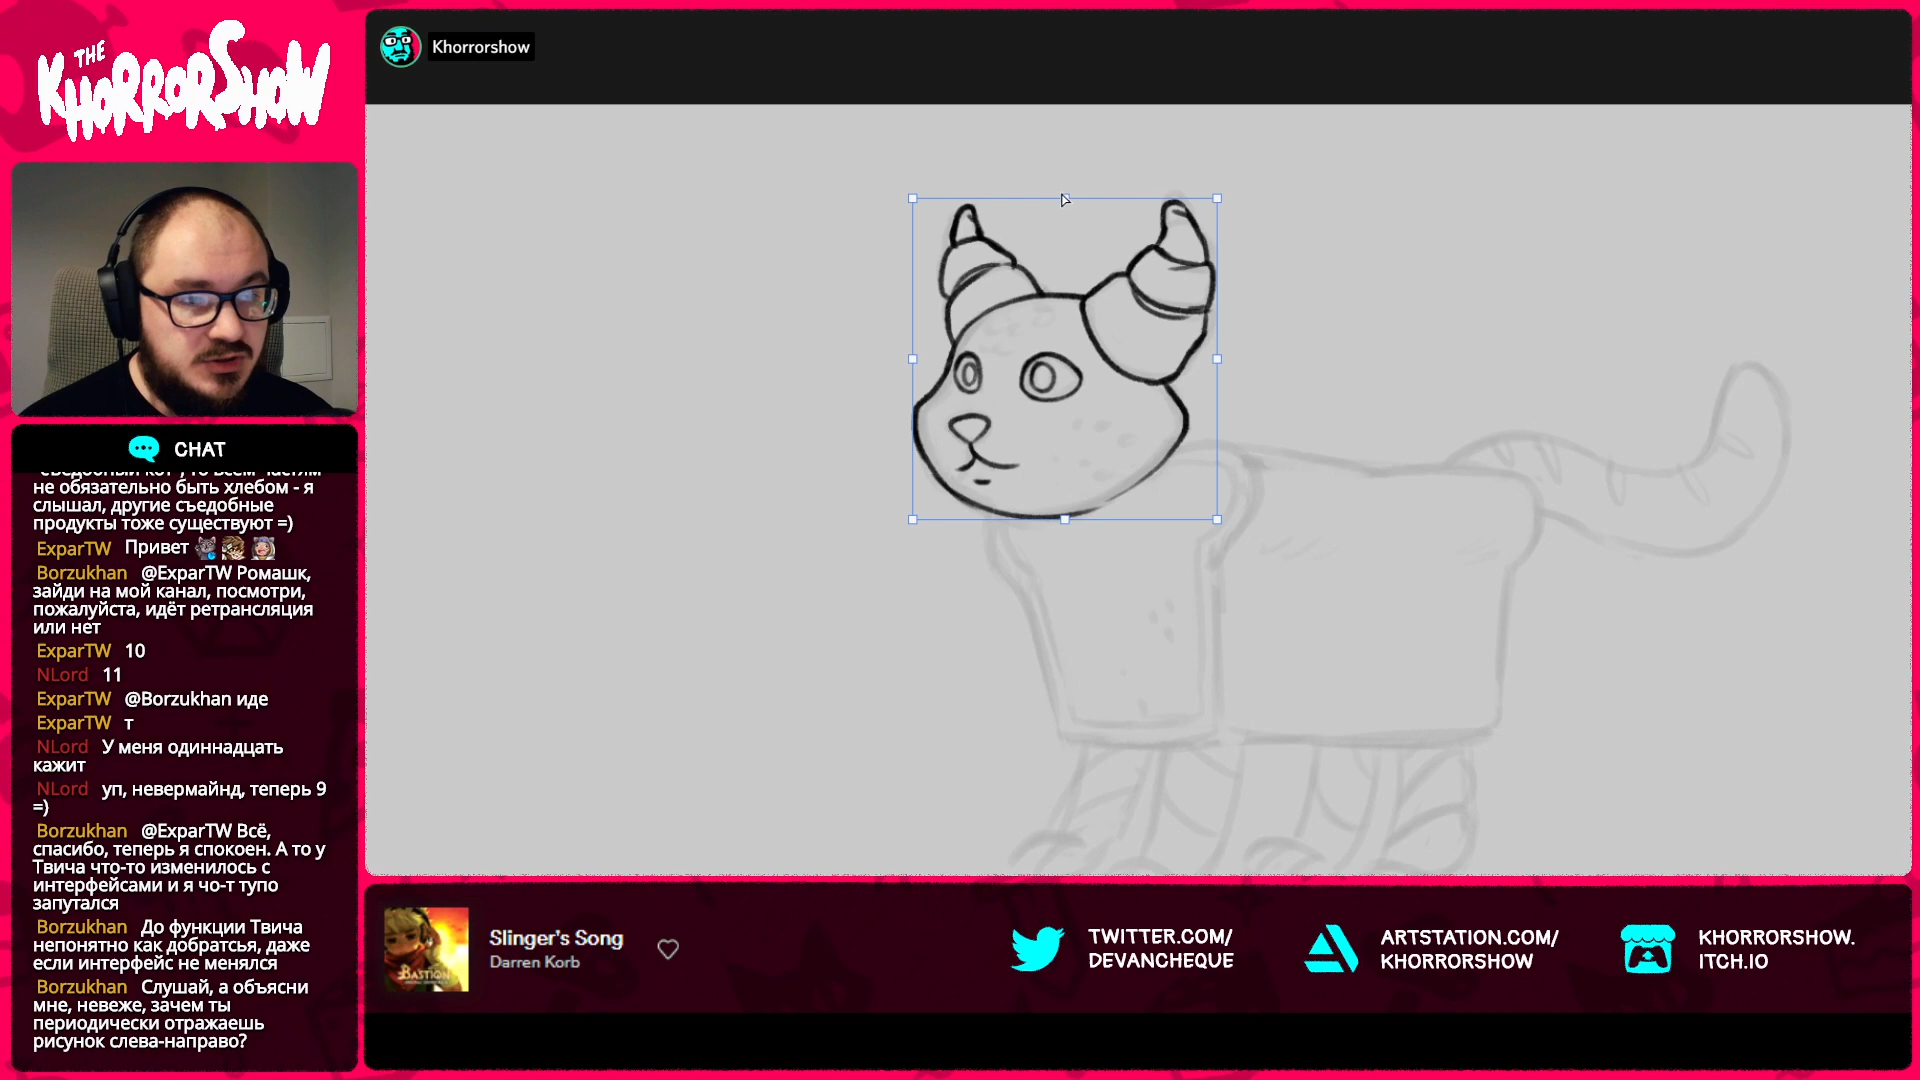 THE
KHORRORSHOW
Khorrorshow
CHAT
не обязательно быть хлебом - я
слышал, другие съедобные
продукты тоже существуют =)
ExparTW Привет
Borzukhan @ExparTW Ромашк,
зайди на мой канал, посмотри,
пожалуйста, идёт ретрансляция
или нет
ExparTW 10
NLord 11
ExparTW @Borzukhan иде
ExparTW т
NLord У меня одиннадцать
кажит
NLord уп, невермайнд, теперь 9
=)
Borzukhan @ExparTW Всё,
спасибо, теперь я спокоен. А то у
Твича что-то изменилось с
интерфейсами и я чо-т тупо
запутался
Borzukhan До функции Твича
непонятно как добраться, даже
если интерфейс не менялся
Borzukhan Слушай, а объясни
мне, невеже, зачем ты
периодически отражаешь
рисунок слева-направо?
BASTION
Slinger's Song
Darren Korb
TWITTER.COM/
DEVANCHEQUE
ARTSTATION.COM/
KHORRORSHOW
KHORRORSHOW.
ITCH.IO